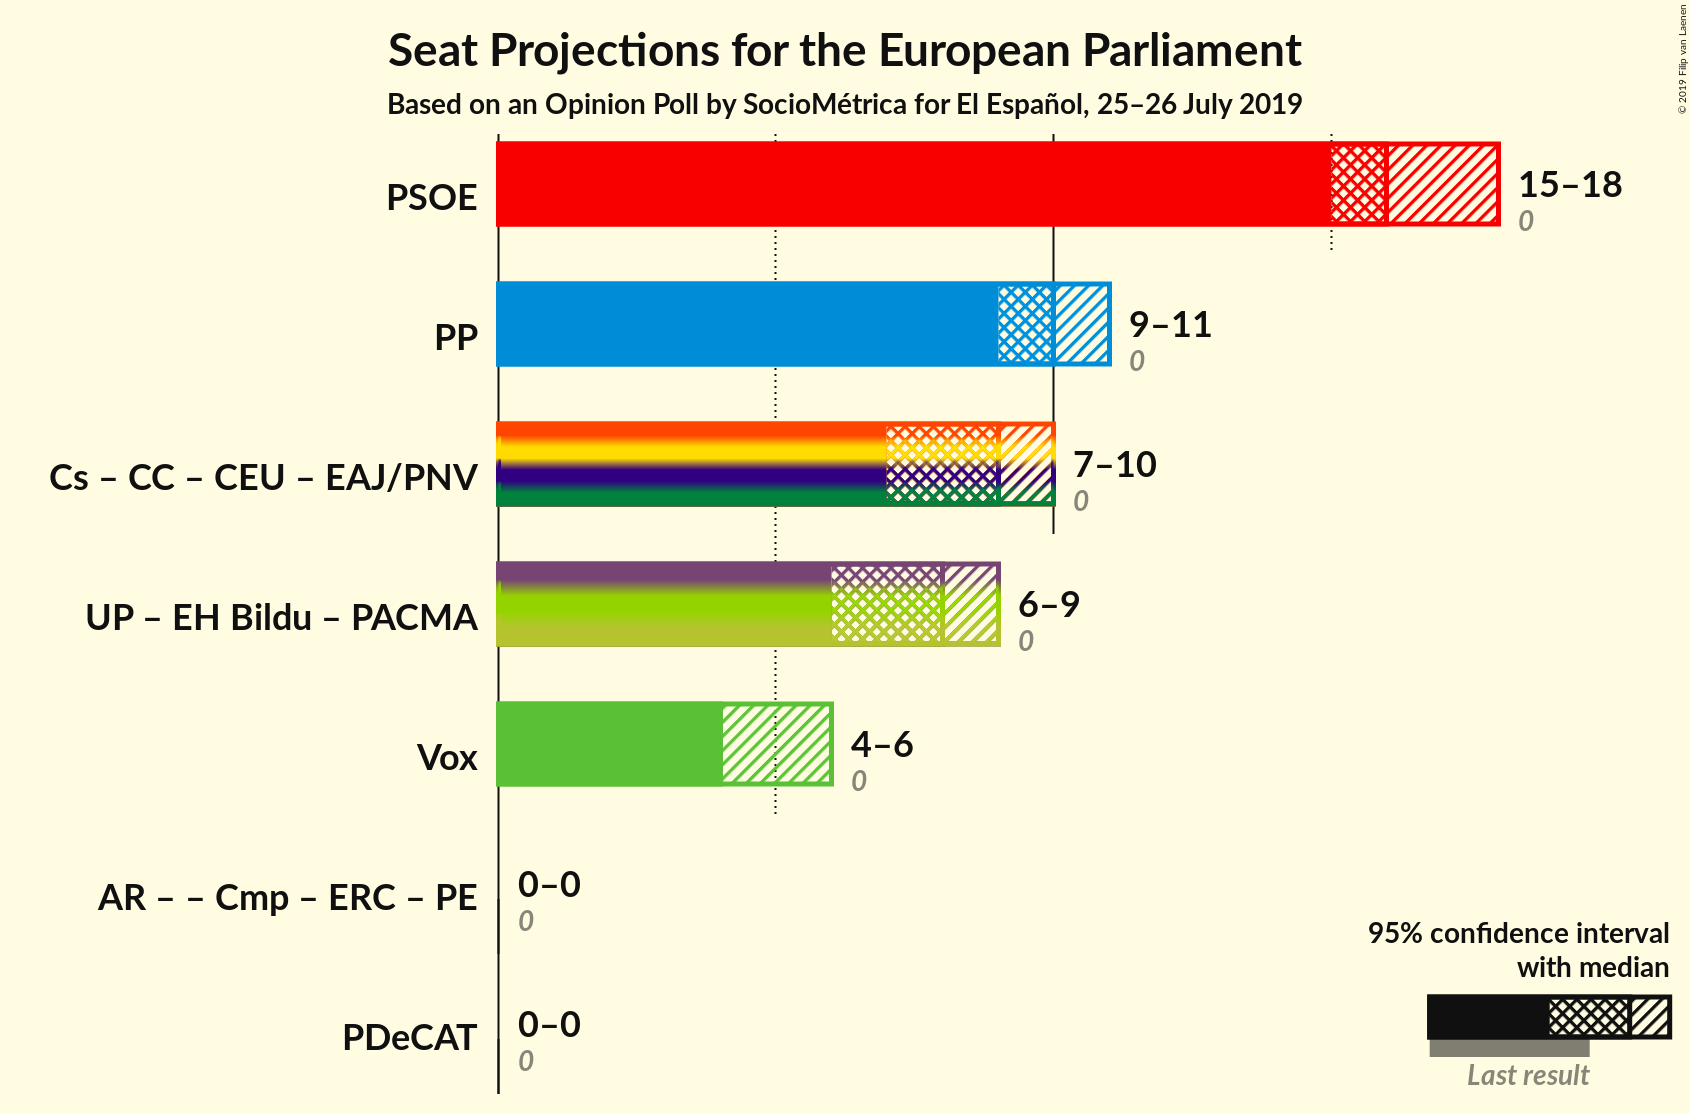 Seat Projections for the European Parliament
Based on an Opinion Poll by SocioMétrica for El Español, 25–26 July 2019
© 2019 Filip van Laenen
PSOE
15–18
0
PP
9–11
0
Cs – CC – CEU – EAJ/PNV
7–10
0
UP – EH Bildu – PACMA
6–9
0
Vox
4–6
0
AR – – Cmp – ERC – PE
0–0
0
PDeCAT
0–0
0
95% confidence interval
with median
Last result